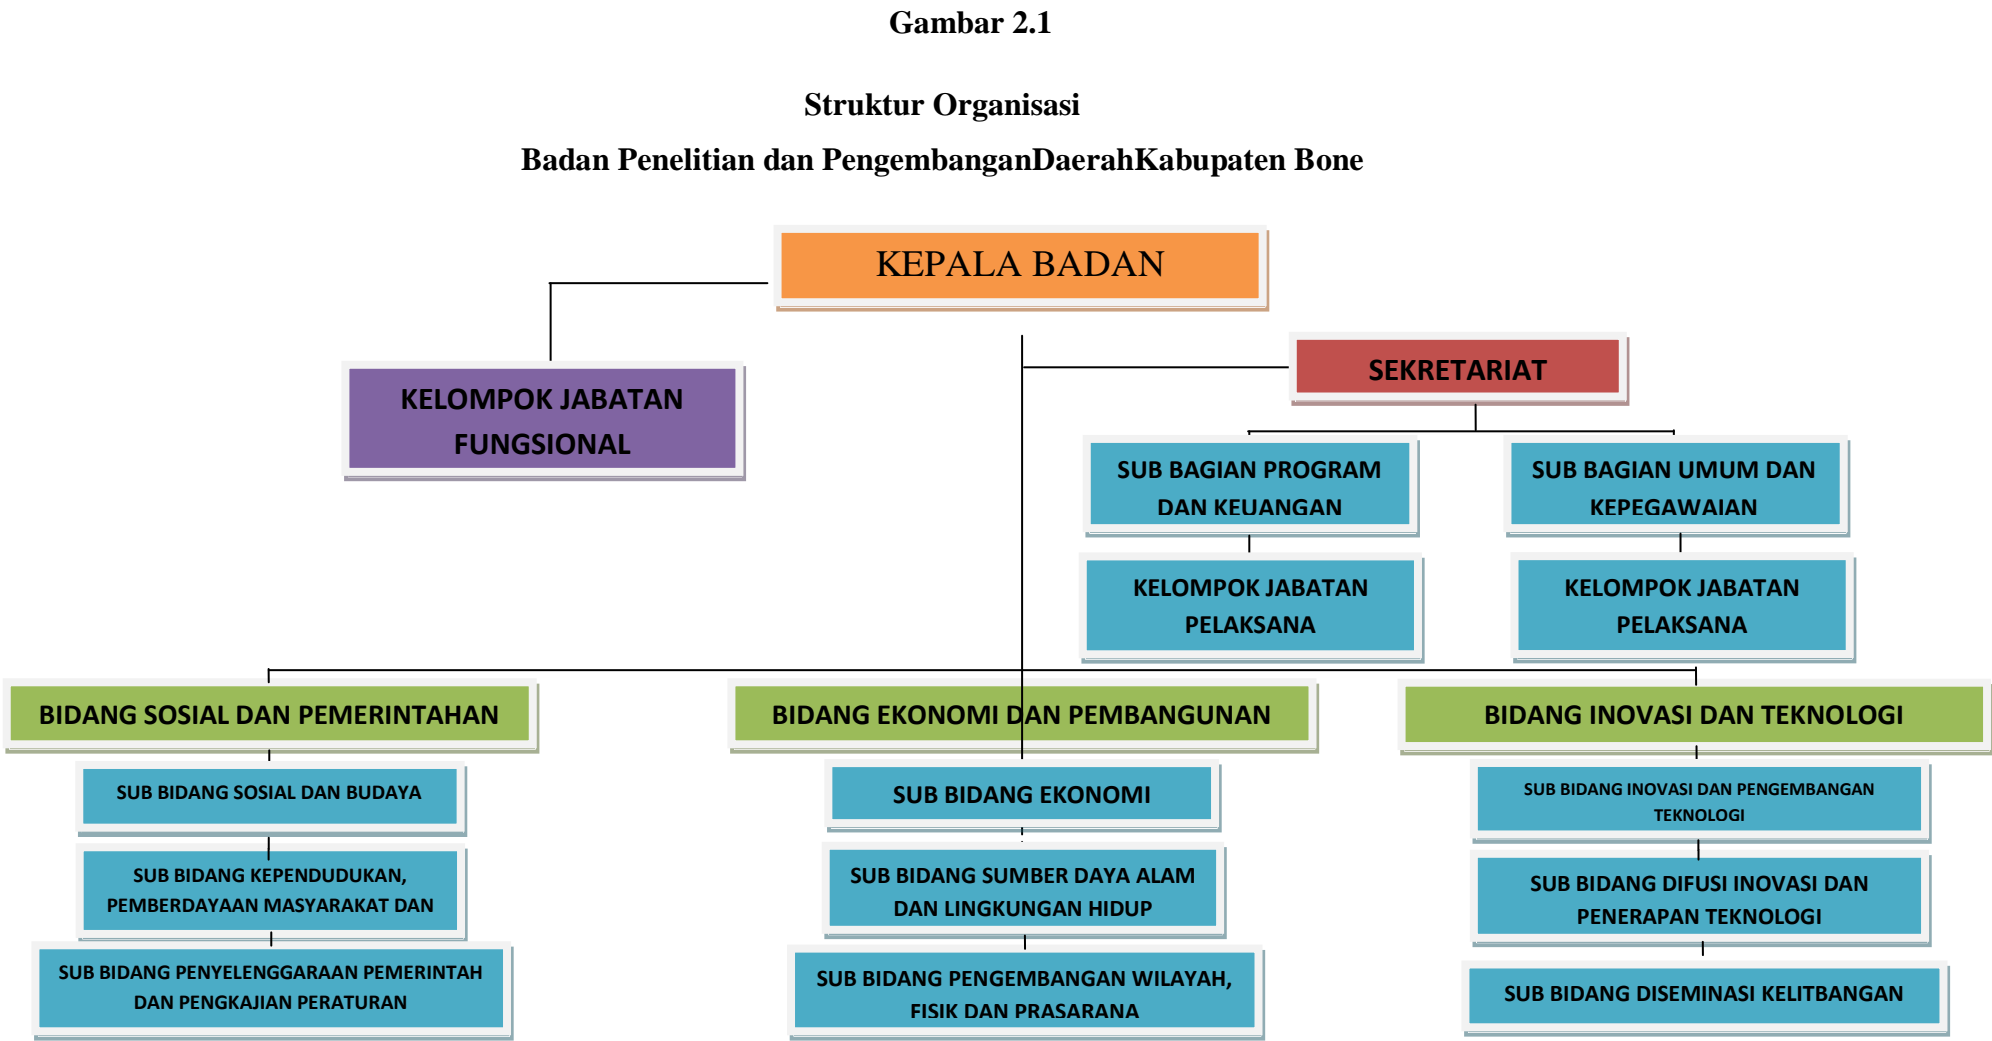 Gambar 2.1
Struktur Organisasi
Badan Penelitian dan PengembanganDaerahKabupaten Bone
KEPALA BADAN
SEKRETARIAT
KELOMPOK JABATAN
FUNGSIONAL
SUB BAGIAN PROGRAM
DAN KEUANGAN
SUB BAGIAN UMUM DAN
KEPEGAWAIAN
KELOMPOK JABATAN
PELAKSANA
KELOMPOK JABATAN
PELAKSANA
BIDANG SOSIAL DAN PEMERINTAHAN
BIDANG EKONOMI DAN PEMBANGUNAN
BIDANG INOVASI DAN TEKNOLOGI
SUB BIDANG SOSIAL DAN BUDAYA
SUB BIDANG KEPENDUDUKAN,
PEMBERDAYAAN MASYARAKAT DAN
SUB BIDANG PENYELENGGARAAN PEMERINTAH
DAN PENGKAJIAN PERATURAN
SUB BIDANG EKONOMI
SUB BIDANG SUMBER DAYA ALAM
DAN LINGKUNGAN HIDUP
SUB BIDANG PENGEMBANGAN WILAYAH,
FISIK DAN PRASARANA
SUB BIDANG INOVASI DAN PENGEMBANGAN
TEKNOLOGI
SUB BIDANG DIFUSI INOVASI DAN
PENERAPAN TEKNOLOGI
SUB BIDANG DISEMINASI KELITBANGAN